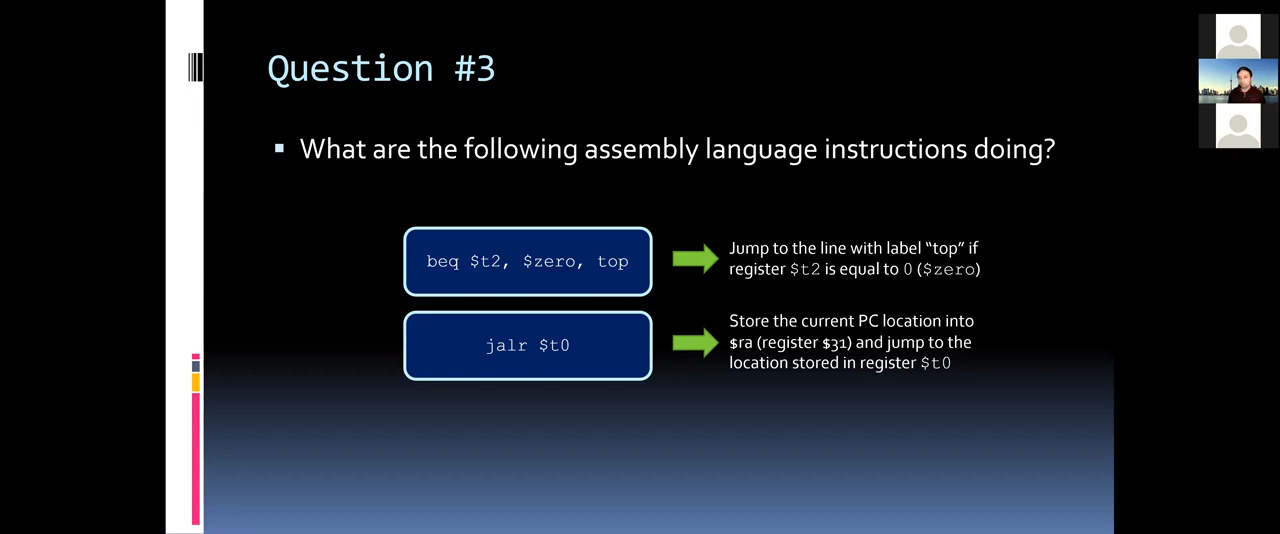 Question #3
What are the following assembly language instructions doing?
beq $t2, $zero, top
Jump to the line with label “top” if
register $t2 is equal to 0 ($zero)
jalr $t0
Store the current PC location into
$ra (register $31) and jump to the
location stored in register $t0